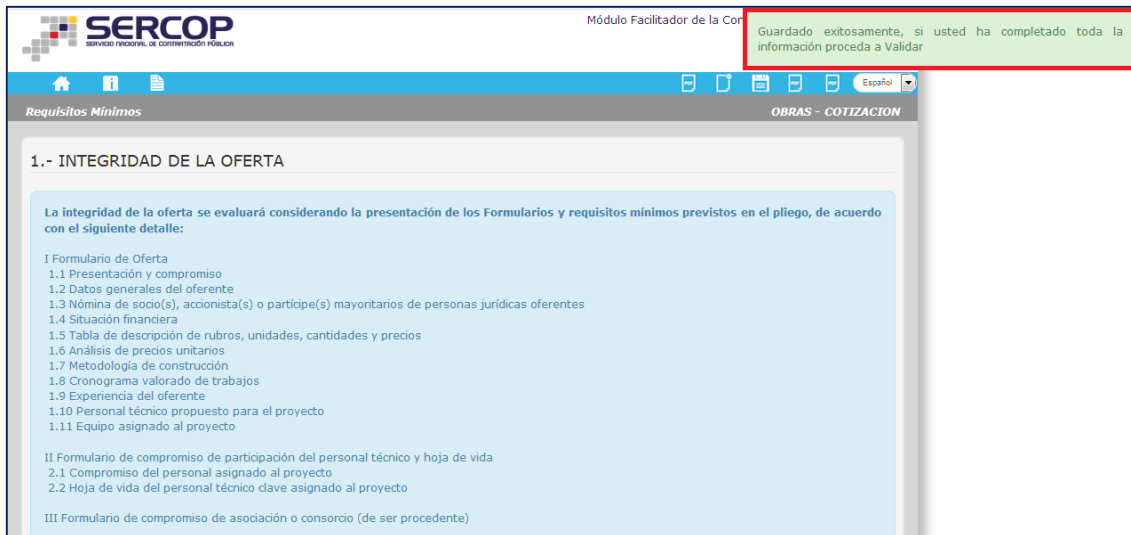 SERCOP
SERVICIO NACIONAL DE CONTRATACIÓN PÚBLICA
Módulo Facilitador de la Con
Guardado exitosamente, si usted ha completado toda la
información proceda a Validar
Español
Requisitos Mínimos
OBRAS - COTIZACION
1.- INTEGRIDAD DE LA OFERTA
La integridad de la oferta se evaluará considerando la presentación de los Formularios y requisitos mínimos previstos en el pliego, de acuerdo
con el siguiente detalle:
I Formulario de Oferta
1.1 Presentación y compromiso
1.2 Datos generales del oferente
1.3 Nómina de socio(s), accionista(s) o partícipe(s) mayoritarios de personas jurídicas oferentes
1.4 Situación financiera
1.5 Tabla de descripción de rubros, unidades, cantidades y precios
1.6 Análisis de precios unitarios
1.7 Metodología de construcción
1.8 Cronograma valorado de trabajos
1.9 Experiencia del oferente
1.10 Personal técnico propuesto para el proyecto
1.11 Equipo asignado al proyecto
II Formulario de compromiso de participación del personal técnico y hoja de vida
2.1 Compromiso del personal asignado al proyecto
2.2 Hoja de vida del personal técnico clave asignado al proyecto
III Formulario de compromiso de asociación o consorcio (de ser procedente)